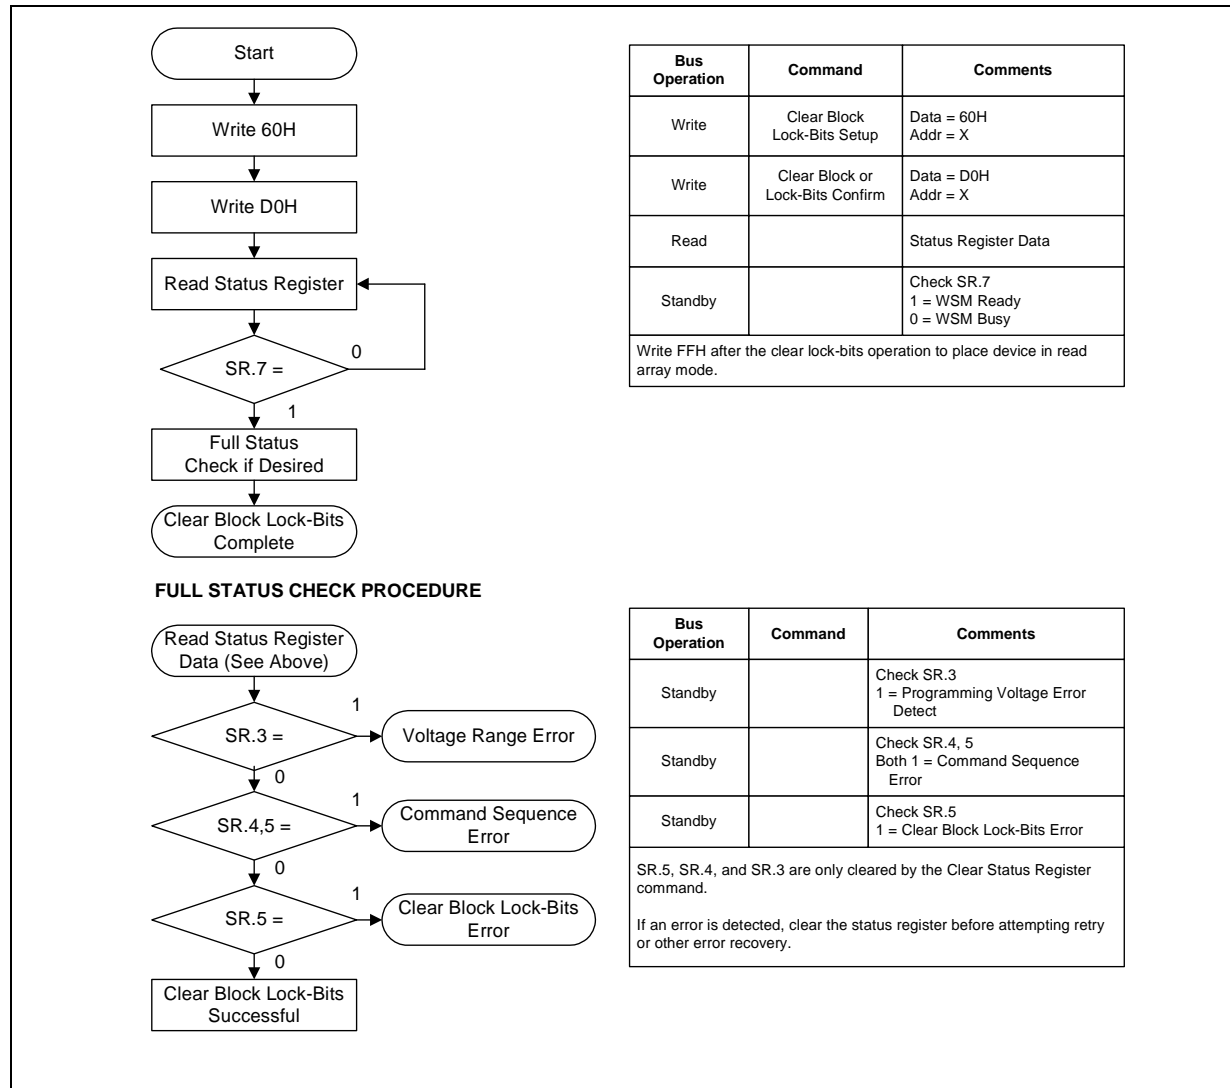 Start
Write 60H
Write D0H
Read Status Register
SR.7 =
0
1
Full Status
Check if Desired
Clear Block Lock-Bits
Complete
Bus
Operation
Command
Comments
Write
Clear Block
Lock-Bits Setup
Data = 60H
Addr = X
Write
Clear Block or
Lock-Bits Confirm
Data = D0H
Addr = X
Read
Status Register Data
Standby
Check SR.7
1 = WSM Ready
0 = WSM Busy
Write FFH after the clear lock-bits operation to place device in read
array mode.
FULL STATUS CHECK PROCEDURE
Read Status Register
Data (See Above)
SR.3 =
1
Voltage Range Error
0
SR.4,5 =
1
Command Sequence
Error
0
SR.5 =
1
Clear Block Lock-Bits
Error
0
Clear Block Lock-Bits
Successful
Bus
Operation
Command
Comments
Standby
Check SR.3
1 = Programming Voltage Error
Detect
Standby
Check SR.4, 5
Both 1 = Command Sequence
Error
Standby
Check SR.5
1 = Clear Block Lock-Bits Error
SR.5, SR.4, and SR.3 are only cleared by the Clear Status Register
command.
If an error is detected, clear the status register before attempting retry
or other error recovery.